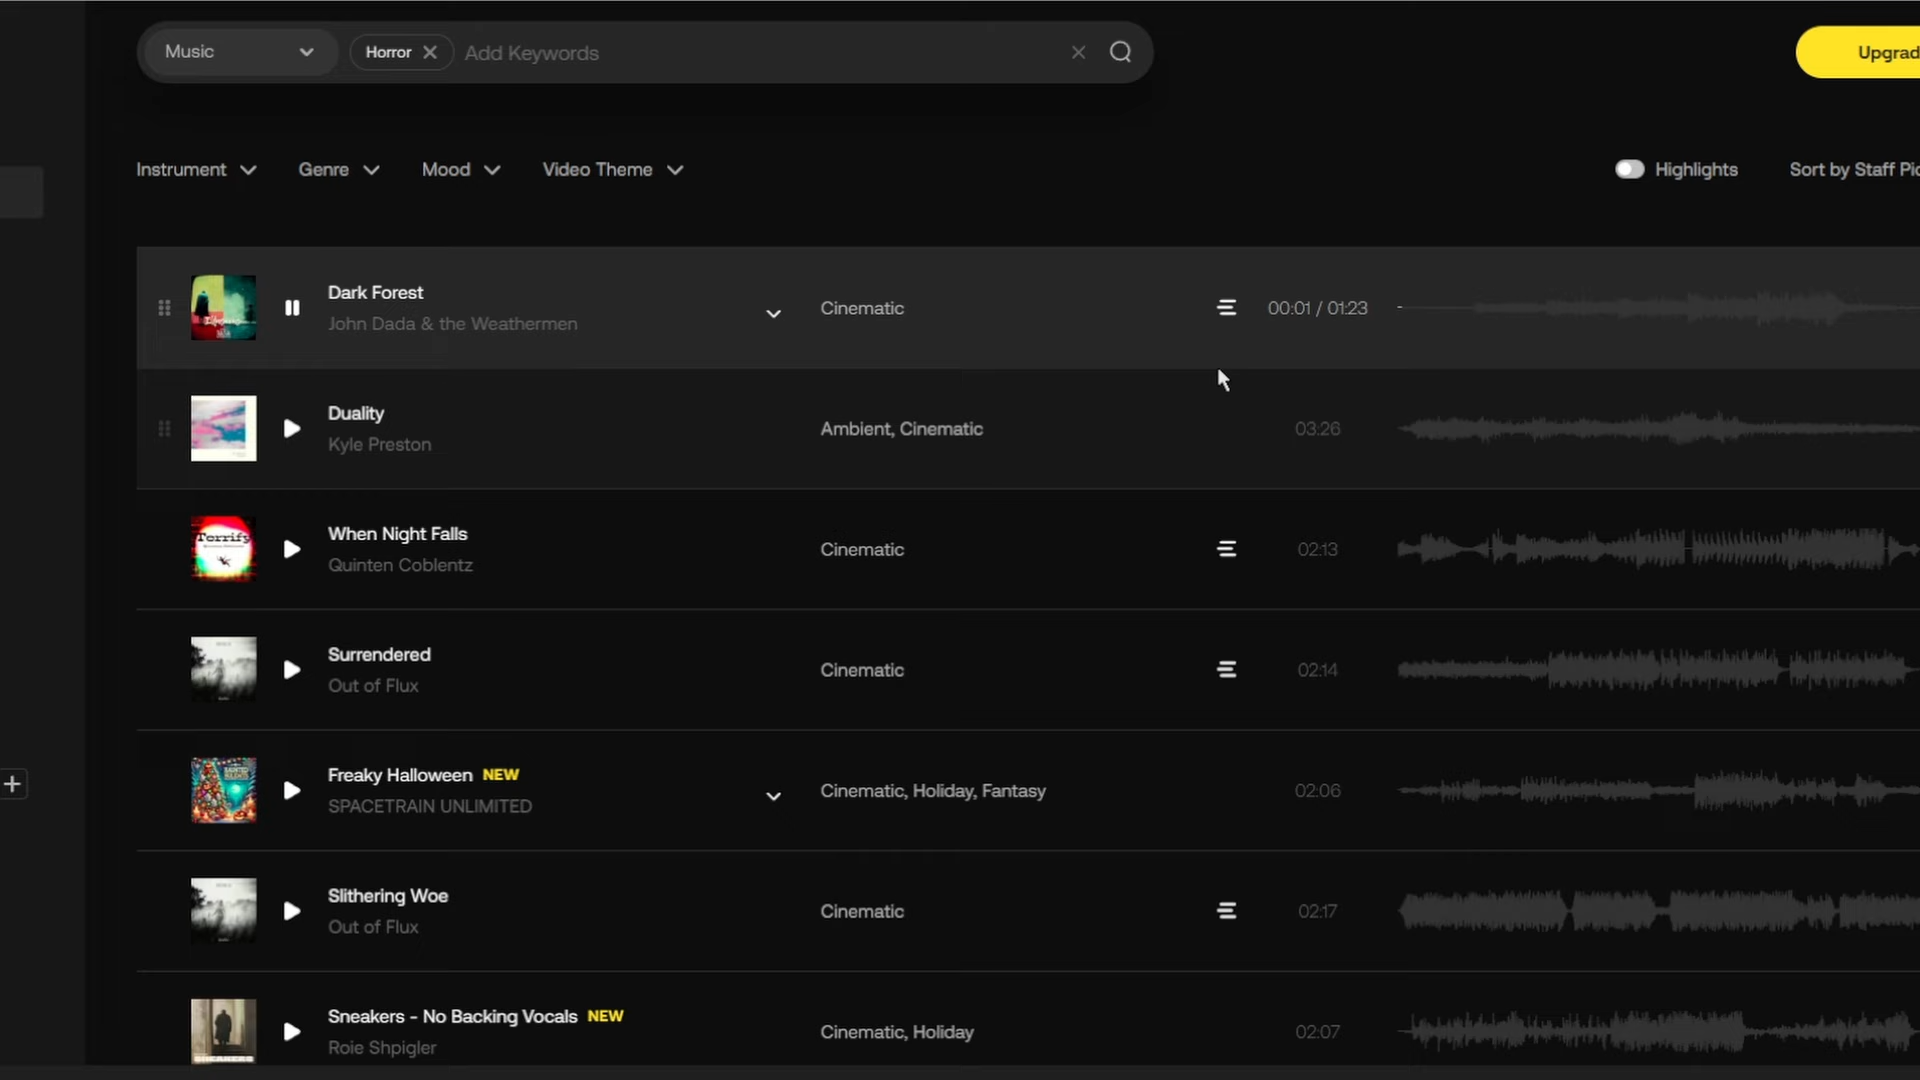 Music
Horror
Add Keywords
Upgrad
Instrument
Genre
Mood
Video Theme
Highlights
Sort by Staff Pic
Dark Forest
John Dada & the Weathermen
Cinematic
00:01 / 01:23
Duality
Kyle Preston
Ambient, Cinematic
03:26
Terrify
When Night Falls
Quinten Coblentz
Cinematic
02:13
Surrendered
Out of Flux
Cinematic
02:14
Freaky Halloween NEW
SPACETRAIN UNLIMITED
Cinematic, Holiday, Fantasy
02:06
Slithering Woe
Out of Flux
Cinematic
02:17
Sneakers - No Backing Vocals NEW
Roie Shpigler
Cinematic, Holiday
02:07